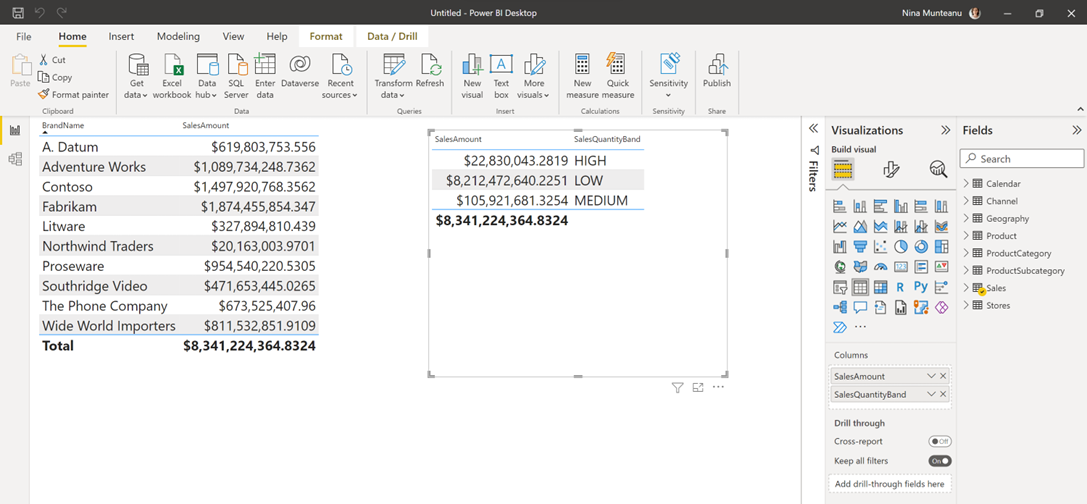 Untitled - Power BI Desktop
Nina Munteanu
File Home Insert Modeling View Help Format Data / Drill
Paste
Cut
Copy
Format painter
Clipboard
Get data
Excel workbook
Data hub
SQL Server
Enter data
Dataverse
Recent sources
Data
Transform data
Refresh
Queries
New visual
Text box
More visuals
Insert
New measure
Quick measure
Calculations
Sensitivity
Sensitivity
Publish
Share
BrandName SalesAmount
A. Datum $619,803,753.556
Adventure Works $1,089,734,248.7362
Contoso $1,497,920,768.3562
Fabrikam $1,874,455,854.347
Litware $327,894,810.439
Northwind Traders $20,163,003.9701
Proseware $954,540,220.5305
Southridge Video $471,653,445.0265
The Phone Company $673,525,407.96
Wide World Importers $811,532,851.9109
Total $8,341,224,364.8324
SalesAmount SalesQuantityBand
$22,830,043.2819 HIGH
$8,212,472,640.2251 LOW
$105,921,681.3254 MEDIUM
$8,341,224,364.8324
Filters
Visualizations
Build visual
R Py
Columns
SalesAmount
SalesQuantityBand
Drill through
Cross-report Off
Keep all filters On
Add drill-through fields here
Fields
Search
Calendar
Channel
Geography
Product
ProductCategory
ProductSubcategory
Sales
Stores